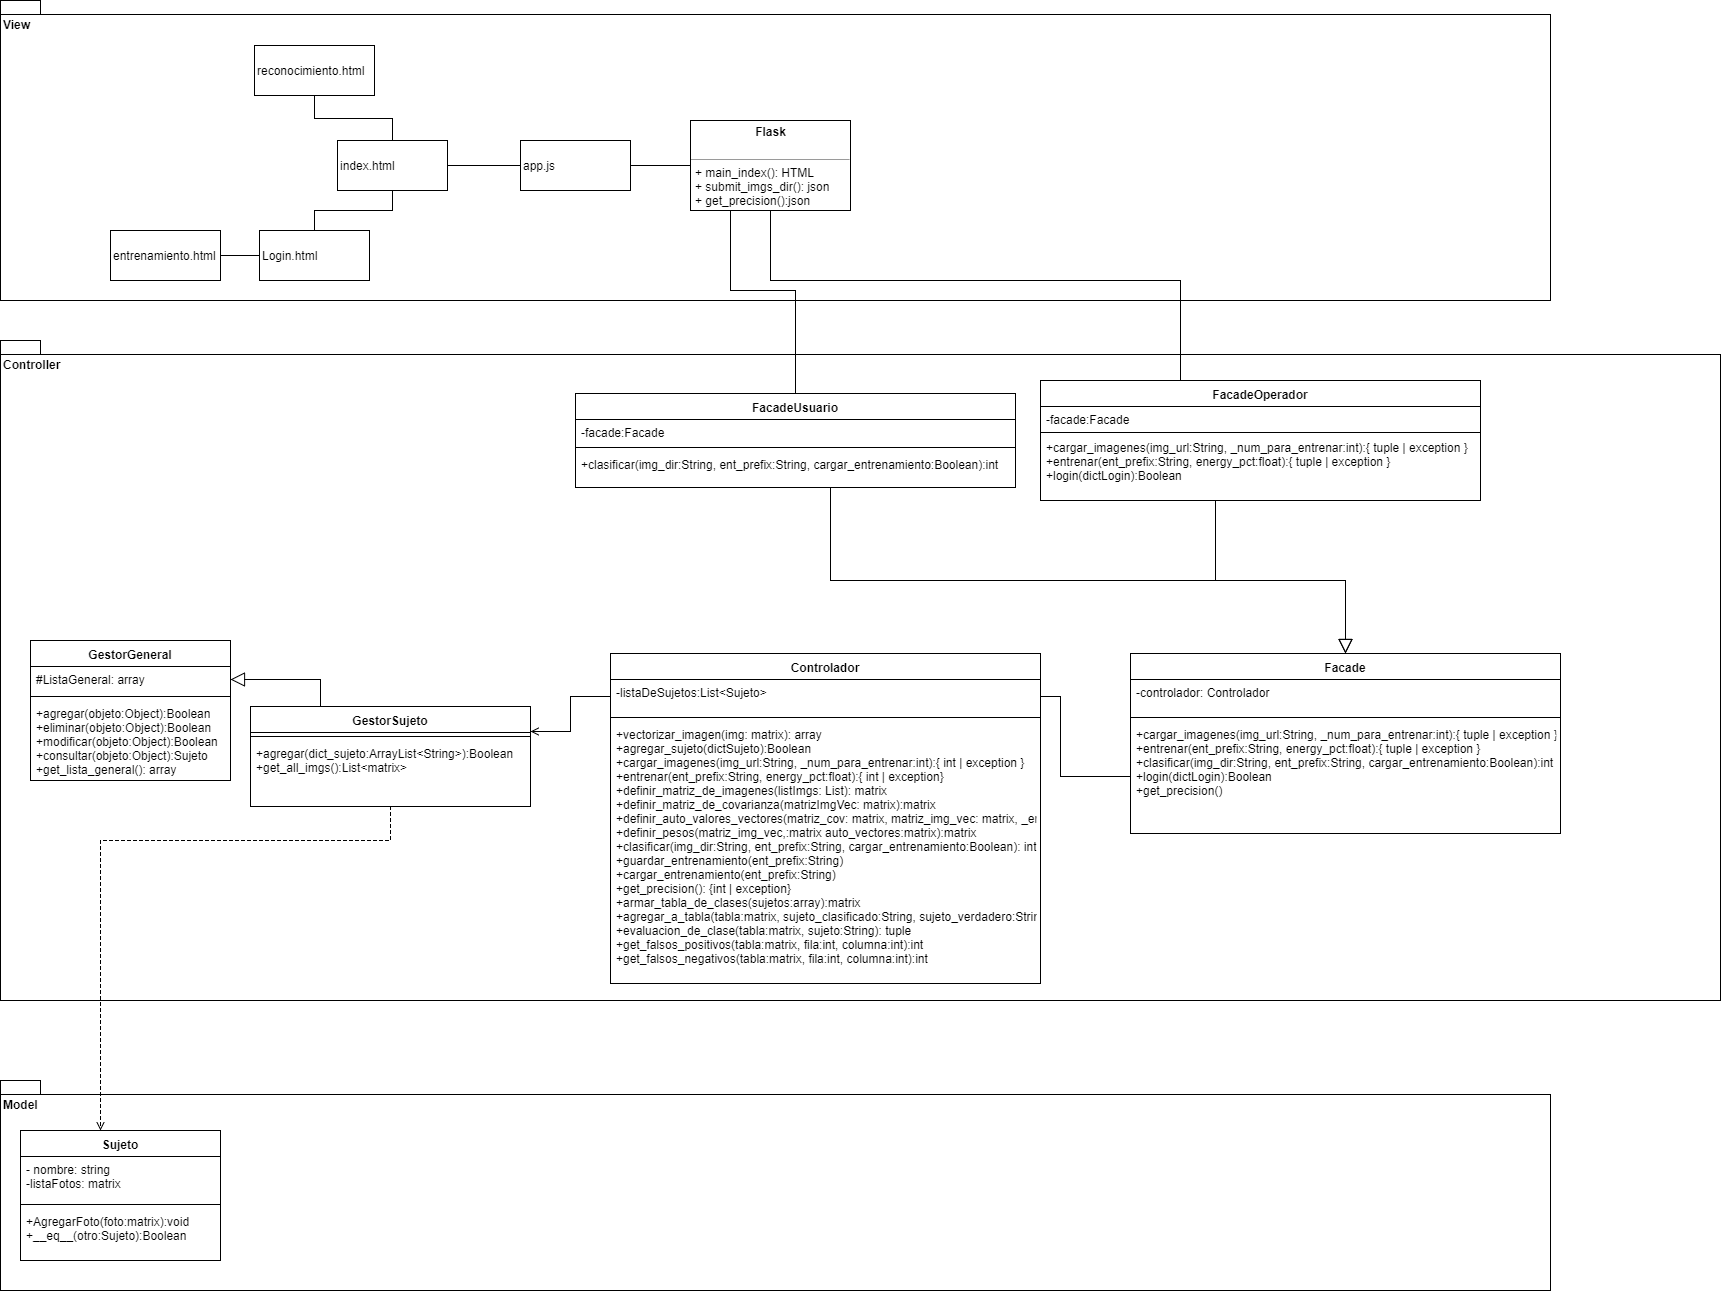 View
reconocimiento.html
index.html
app.js
Flask
+ main_index(): HTML
+ submit_imgs_dir(): json
+ get_precision():json
entrenamiento.html
Login.html
Controller
FacadeUsuario
-facade:Facade
+clasificar(img_dir:String, ent_prefix:String, cargar_entrenamiento:Boolean):int
FacadeOperador
-facade:Facade
+cargar_imagenes(img_url:String, _num_para_entrenar:int):{ tuple | exception }
+entrenar(ent_prefix:String, energy_pct:float):{ tuple | exception }
+login(dictLogin):Boolean
GestorGeneral
#ListaGeneral: array
+agregar(objeto:Object):Boolean
+eliminar(objeto:Object):Boolean
+modificar(objeto:Object):Boolean
+consultar(objeto:Object):Sujeto
+get_lista_general(): array
GestorSujeto
+agregar(dict_sujeto:ArrayList<String>):Boolean
+get_all_imgs():List<matrix>
Controlador
-listaDeSujetos:List<Sujeto>
+vectorizar_imagen(img: matrix): array
+agregar_sujeto(dictSujeto):Boolean
+cargar_imagenes(img_url:String, _num_para_entrenar:int):{ int | exception }
+entrenar(ent_prefix:String, energy_pct:float):{ int | exception}
+definir_matriz_de_imagenes(listImgs: List): matrix
+definir_matriz_de_covarianza(matrizImgVec: matrix):matrix
+definir_auto_valores_vectores(matriz_cov: matrix, matriz_img_vec: matrix,
+definir_pesos(matriz_img_vec,:matrix auto_vectores:matrix):matrix
+clasificar(img_dir:String, ent_prefix:String, cargar_entrenamiento:Boolean): int
+guardar_entrenamiento(ent_prefix:String)
+cargar_entrenamiento(ent_prefix:String)
+get_precision(): {int | exception}
+armar_tabla_de_clases(sujetos:array):matrix
+agregar_a_tabla(tabla:matrix, sujeto_clasificado:String, sujeto_verdadero:Strin
+evaluacion_de_clase(tabla:matrix, sujeto:String): tuple
+get_falsos_positivos(tabla:matrix, fila:int, columna:int):int
+get_falsos_negativos(tabla:matrix, fila:int, columna:int):int
Facade
-controlador: Controlador
+cargar_imagenes(img_url:String, _num_para_entrenar:int):{ tuple | exception }
+entrenar(ent_prefix:String, energy_pct:float):{ tuple | exception }
+clasificar(img_dir:String, ent_prefix:String, cargar_entrenamiento:Boolean):int
+login(dictLogin):Boolean
+get_precision()
Model
Sujeto
- nombre: string
-listaFotos: matrix
+AgregarFoto(foto:matrix):void
+__eq__(otro:Sujeto):Boolean